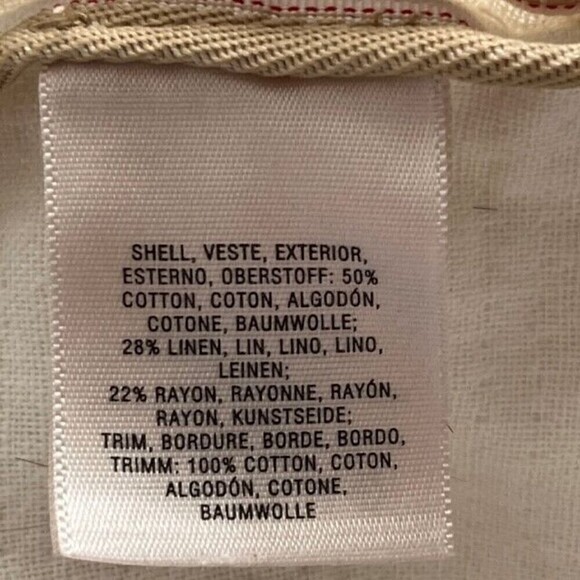 SHELL, VESTE, EXTERIOR,
ESTERNO, OBERSTOFF: 50%
COTTON, COTON, ALGODÓN,
COTONE, BAUMWOLLE;
28% LINEN, LIN, LINO, LINO,
LEINEN;
22% RAYON, RAYONNE, RAYÓN,
RAYON, KUNSTSEIDE;
TRIM, BORDURE, BORDE, BORDO,
TRIMM: 100% COTTON, COTON,
ALGODÓN, COTONE,
BAUMWOLLE